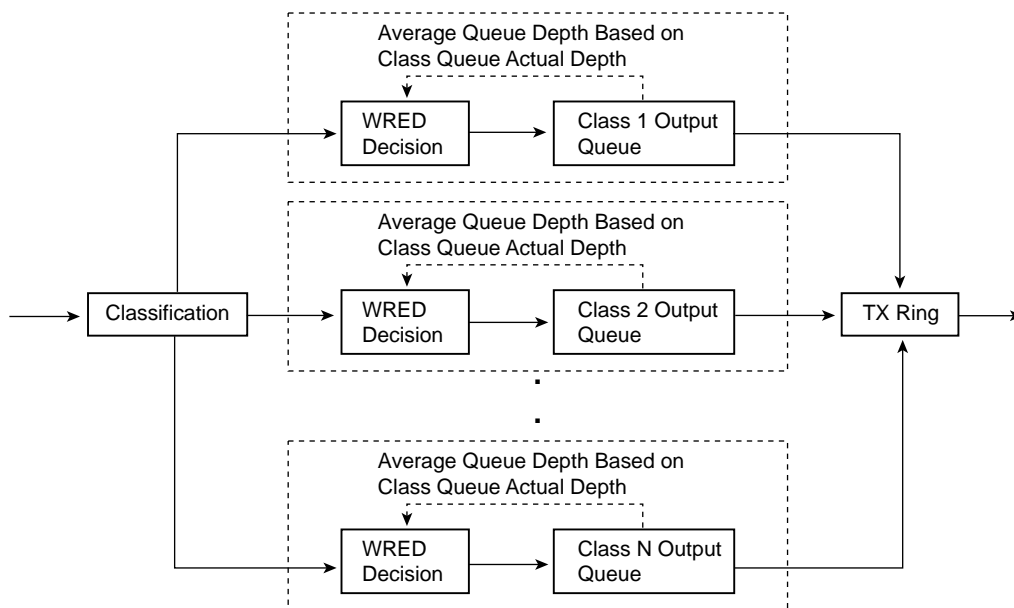 Average Queue Depth Based on
Class Queue Actual Depth
WRED
Decision
Class 1 Output
Queue
Average Queue Depth Based on
Class Queue Actual Depth
Classification
WRED
Decision
Class 2 Output
Queue
TX Ring
.
.
Average Queue Depth Based on
Class Queue Actual Depth
WRED
Decision
Class N Output
Queue